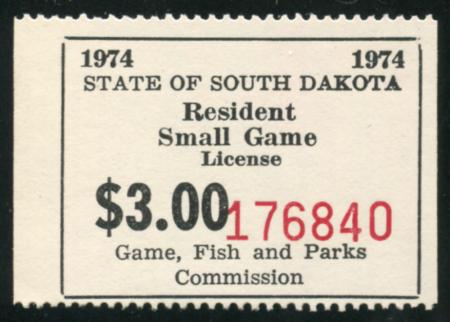 1974 1974
STATE OF SOUTH DAKOTA
Resident
Small Game
License
$3.00 176840
Game, Fish and Parks
Commission